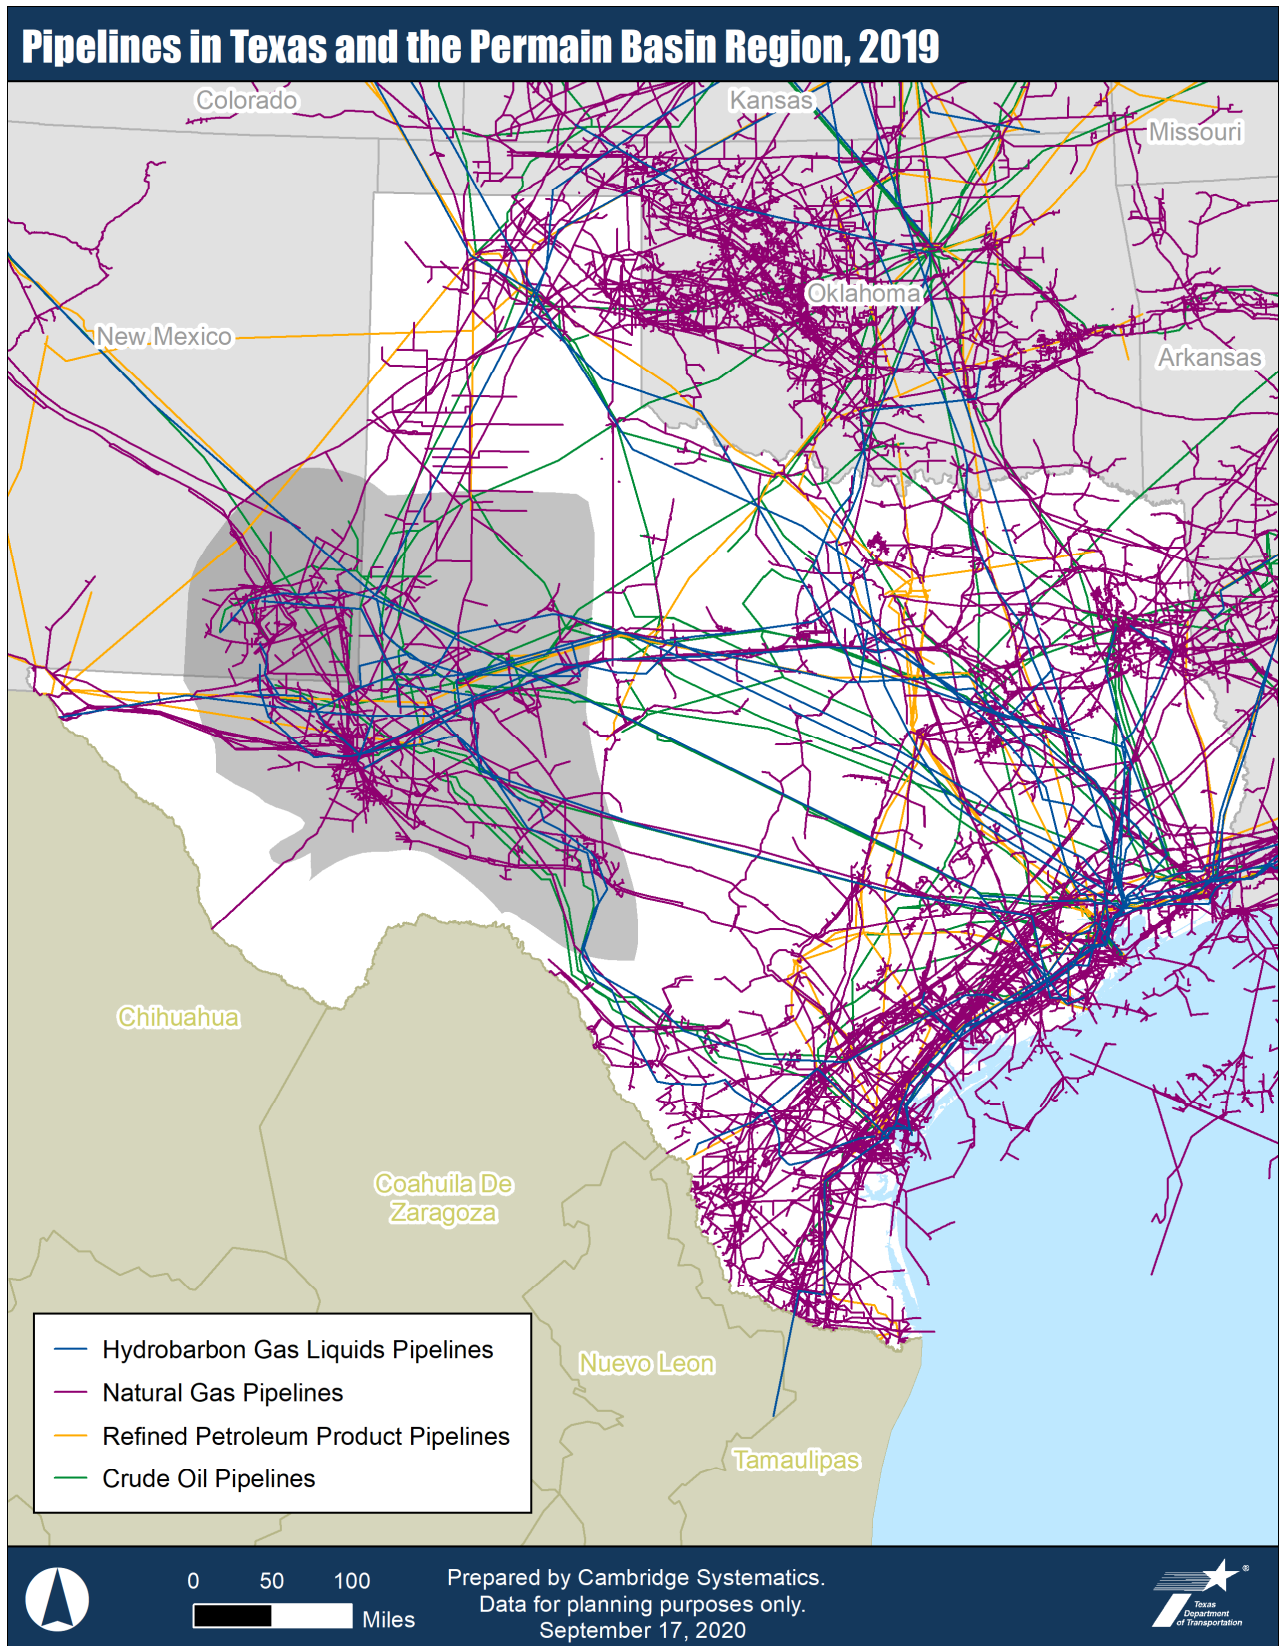 Pipelines in Texas and the Permain Basin Region, 2019
Colorado
Kansas
Missouri
Oklahoma
New Mexico
Arkansas
Chihuahua
Coahuila De
Zaragoza
Nuevo Leon
Tamaulipas
Hydrobarbon Gas Liquids Pipelines
Natural Gas Pipelines
Refined Petroleum Product Pipelines
Crude Oil Pipelines
0 50 100
Miles
Prepared by Cambridge Systematics.
Data for planning purposes only.
September 17, 2020
®
Texas
Department
of Transportation